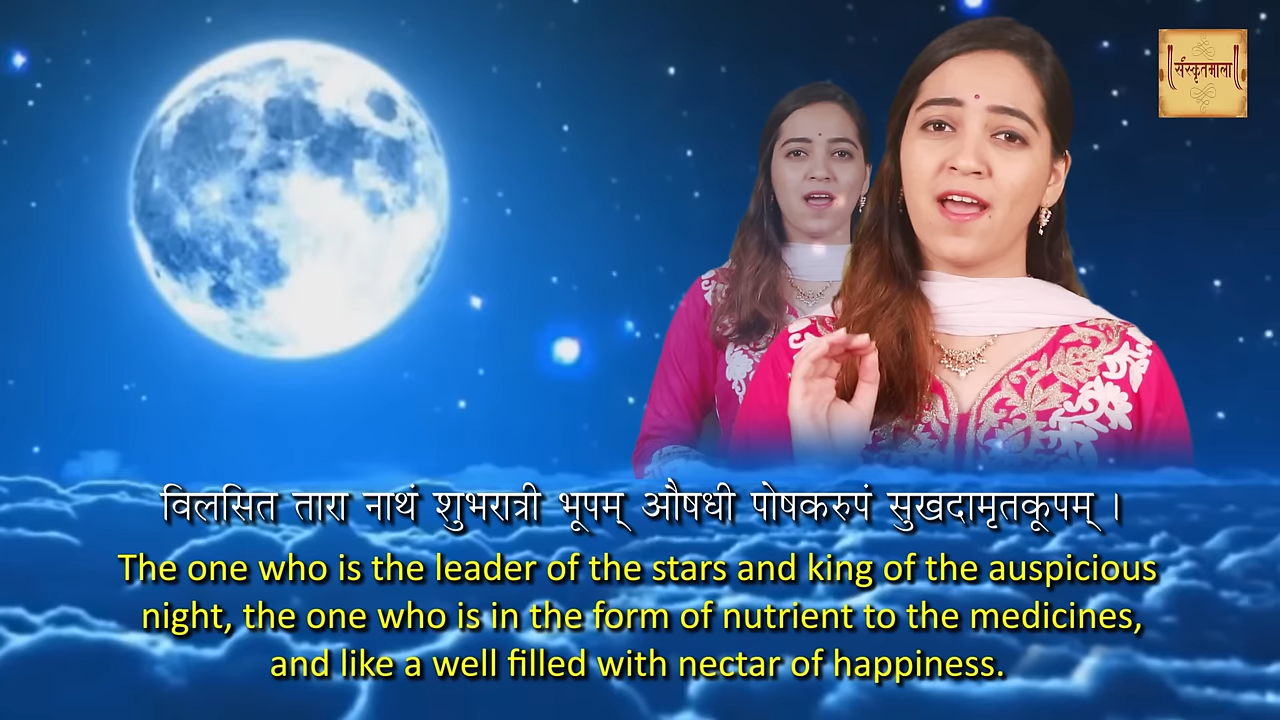 ॥संस्कृतमाला॥
विलसित तारा नाथं शुभरात्री भूपम् औषधी पोषकरुपं सुखदामृतकूपम् ।
The one who is the leader of the stars and king of the auspicious
night, the one who is in the form of nutrient to the medicines,
and like a well filled with nectar of happiness.